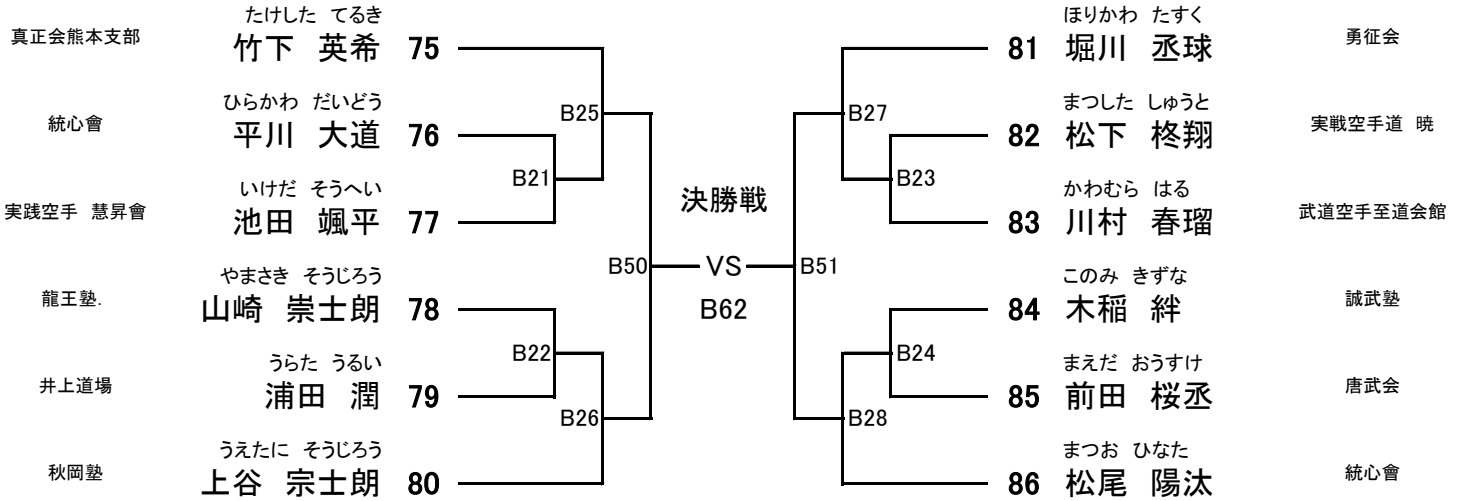 たけした てるき
真正会熊本支部 竹下 英希 75
ひらかわ だいどう
統心會 平川 大道 76
いけだ そうへい
実践空手 慧昇會 池田 颯平 77
やまさき そうじろう
龍王塾. 山崎 崇士朗 78
うらた うるい
井上道場 浦田 潤 79
うえたに そうじろう
秋岡塾 上谷 宗士朗 80
B25
B21
B50
B22
B26
決勝戦
VS
B62
B27
B23
B51
B24
B28
ほりかわ たすく
81 堀川 丞球 勇征会
まつした しゅうと
82 松下 柊翔 実戦空手道 暁
かわむら はる
83 川村 春瑠 武道空手至道会館
このみ きずな
84 木稲 絆 誠武塾
まえだ おうすけ
85 前田 桜丞 唐武会
まつお ひなた
86 松尾 陽汰 統心會